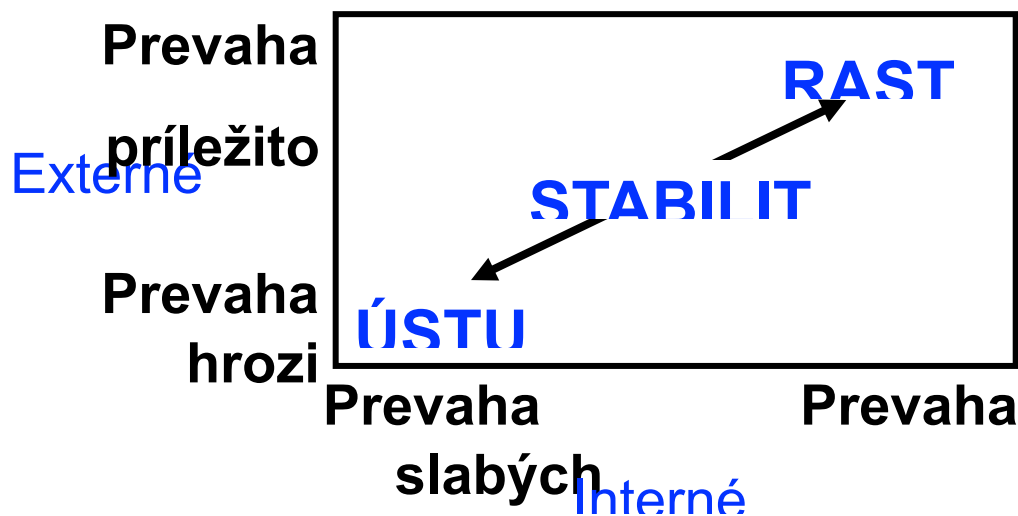 Prevaha
príležito
Externé
RAST
STABILIT
Prevaha
hrozi
ÚSTU
Prevaha
slabých
Prevaha
Interné